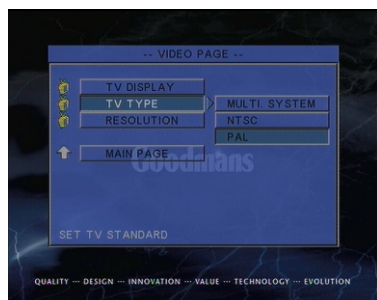 -- VIDEO PAGE --
TV DISPLAY
TV TYPE
MULTI. SYSTEM
RESOLUTION
NTSC
PAL
MAIN PAGE
Goodmans
SET TV STANDARD
QUALITY --- DESIGN --- INNOVATION --- VALUE --- TECHNOLOGY --- EVOLUTION